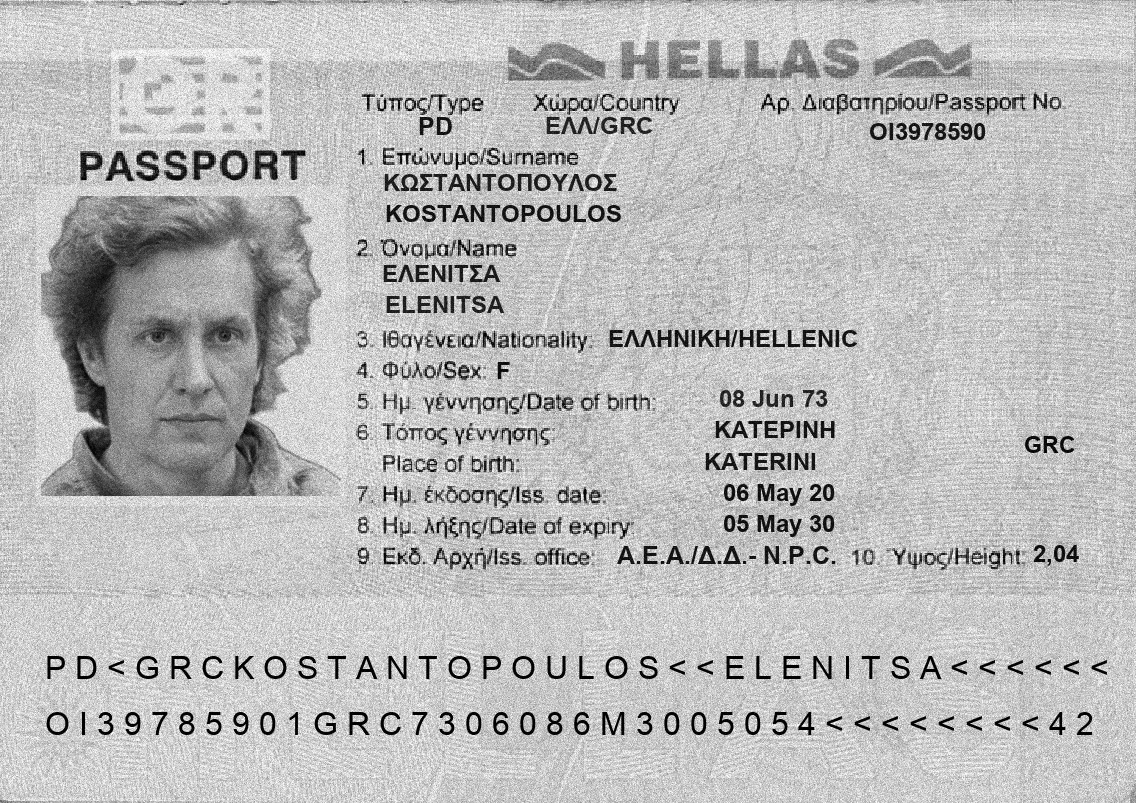 GR
HELLAS
PASSPORT
Τύπος/Type Χώρα/Country Αρ. Διαβατηρίου/Passport No.
PD ΕΛΛ/GRC OI3978590
1. Επώνυμο/Surname
ΚΩΣΤΑΝΤΟΠΟΥΛΟΣ
KOSTANTOPOULOS
2. Όνομα/Name
ΕΛΕΝΙΤΣΑ
ELENITSA
3. Ιθαγένεια/Nationality: ΕΛΛΗΝΙΚΗ/HELLENIC
4. Φύλο/Sex: F
5. Ημ. γέννησης/Date of birth: 08 Jun 73
6. Τόπος γέννησης: ΚΑΤΕΡΙΝΗ GRC
Place of birth: KATERINI
7. Ημ. έκδοσης/Iss. date: 06 May 20
8. Ημ. λήξης/Date of expiry: 05 May 30
9. Εκδ. Αρχή/Iss. office: Α.Ε.Α./Δ.Δ.- N.P.C. 10. Ύψος/Height: 2,04
PD<GRCKOSTANTOPOULOS<<ELENITSA<<<<<<
OI39785901GRC7306086M3005054<<<<<<<<42